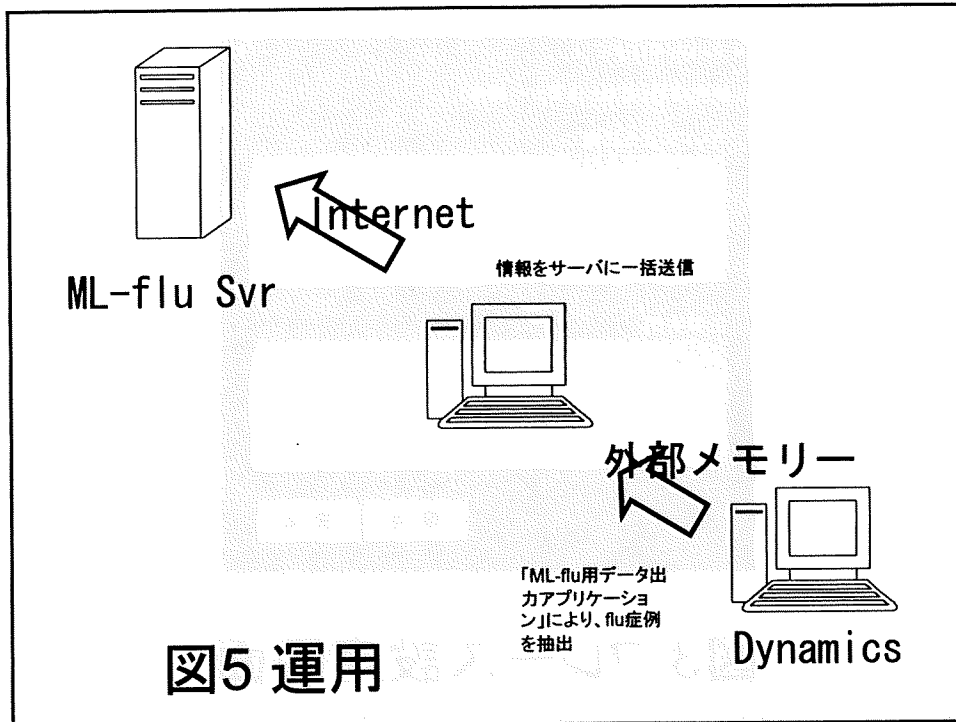 Internet
ML-flu Svr
情報をサーバに一括送信
外部メモリー
「ML-flu用データ出
力アプリケーショ
ン」により、flu症例
を抽出
Dynamics
図5 運用